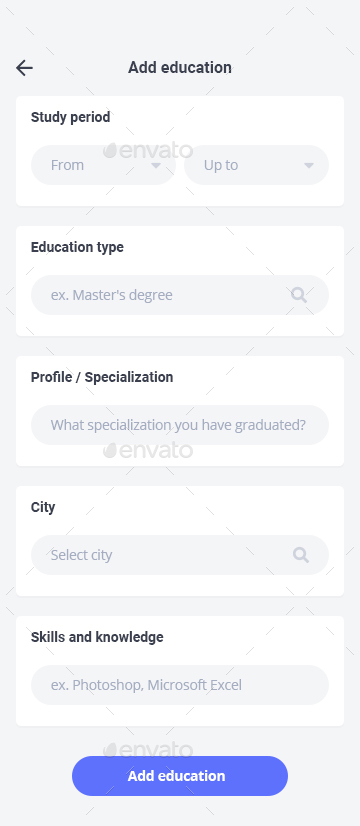 Add education
Study period
envato
From
Up to
Education type
ex. Master's degree
Profile / Specialization
What specialization you have graduated?
envato
City
Select city
Skills and knowledge
ex. Photoshop, Microsoft Excel
envato
Add education